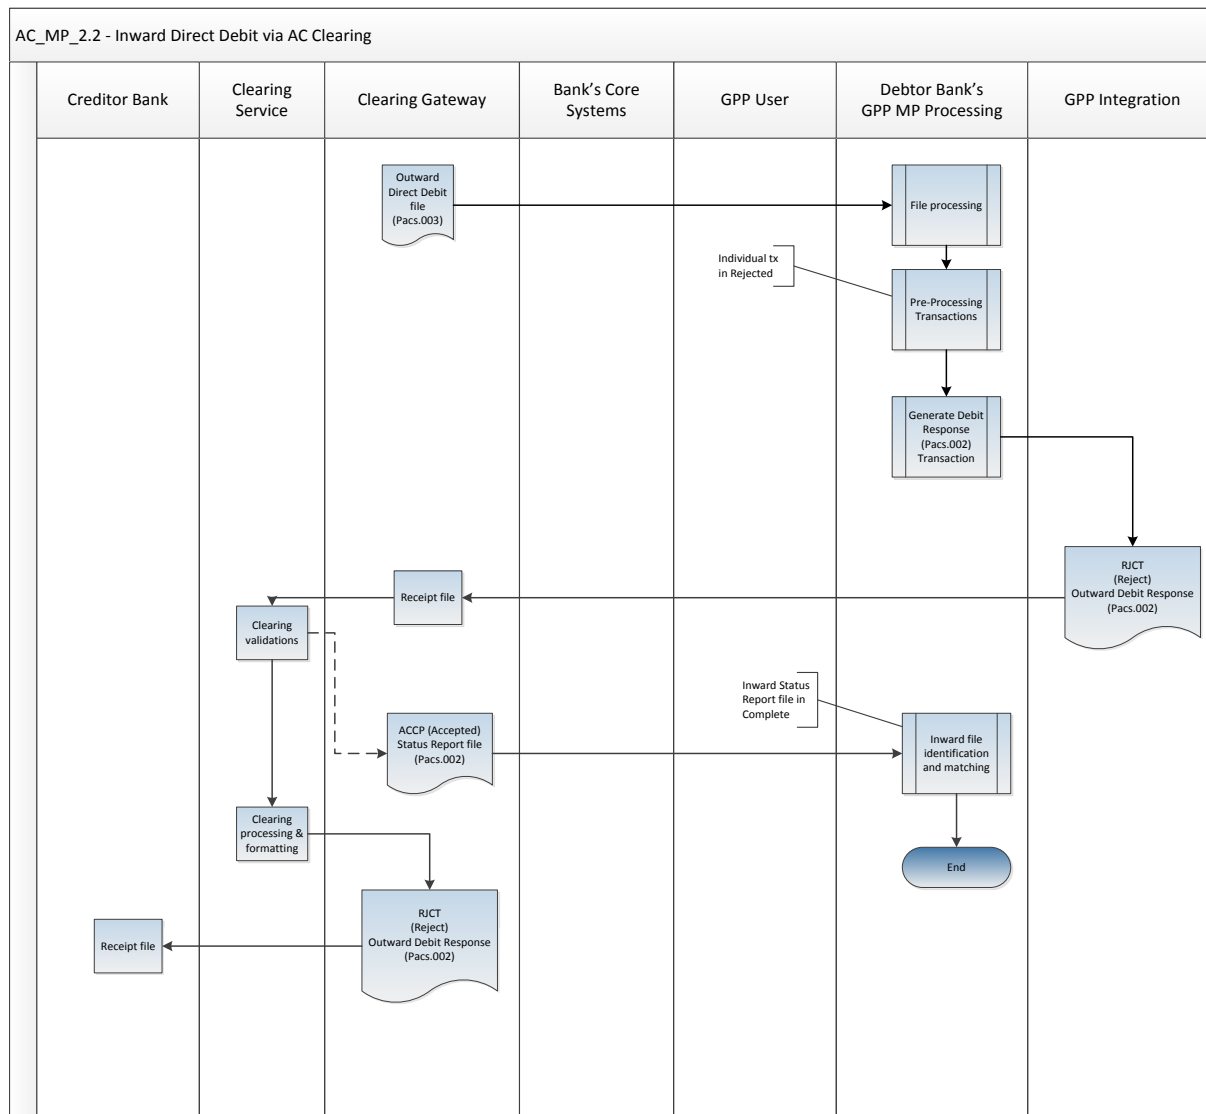 AC_MP_2.2 - Inward Direct Debit via AC Clearing
Creditor Bank
Clearing
Service
Clearing Gateway
Bank's Core
Systems
GPP User
Debtor Bank's
GPP MP Processing
GPP Integration
Outward
Direct Debit
file
(Pacs.003)
File processing
Individual tx
in Rejected
Pre-Processing
Transactions
Generate Debit
Response
(Pacs.002)
Transaction
RJCT
(Reject)
Outward Debit Response
(Pacs.002)
Receipt file
Clearing
validations
Inward Status
Report file in
Complete
ACCP (Accepted)
Status Report file
(Pacs.002)
Inward file
identification
and matching
Clearing
processing &
formatting
End
RJCT
(Reject)
Outward Debit Response
(Pacs.002)
Receipt file